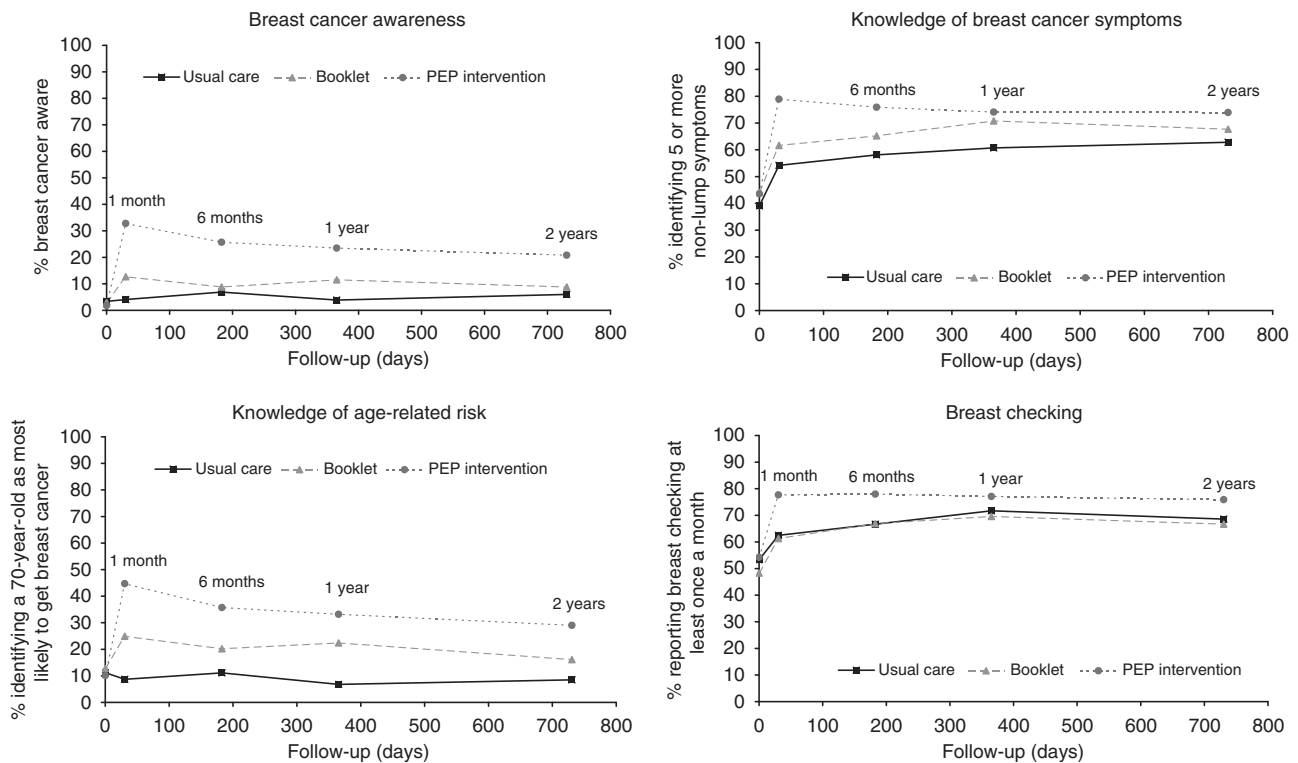 Breast cancer awareness
100
90
80
70
60
50
40
30
20
10
0
% breast cancer aware
Usual care Booklet PEP intervention
1 month
6 months
1 year
2 years
0 100 200 300 400 500 600 700 800
Follow-up (days)
Knowledge of breast cancer symptoms
100
90
80
70
60
50
40
30
20
10
0
% identifying 5 or more
non-lump symptoms
6 months
1 year
2 years
Usual care Booklet PEP intervention
0 100 200 300 400 500 600 700 800
Follow-up (days)
Knowledge of age-related risk
100
90
80
70
60
50
40
30
20
10
0
% identifying a 70-year-old as most
likely to get breast cancer
Usual care Booklet PEP intervention
1 month
6 months
1 year
2 years
0 100 200 300 400 500 600 700 800
Follow-up (days)
Breast checking
100
90
80
70
60
50
40
30
20
10
0
% reporting breast checking at
least once a month
1 month
6 months
1 year
2 years
Usual care Booklet PEP intervention
0 100 200 300 400 500 600 700 800
Follow-up (days)